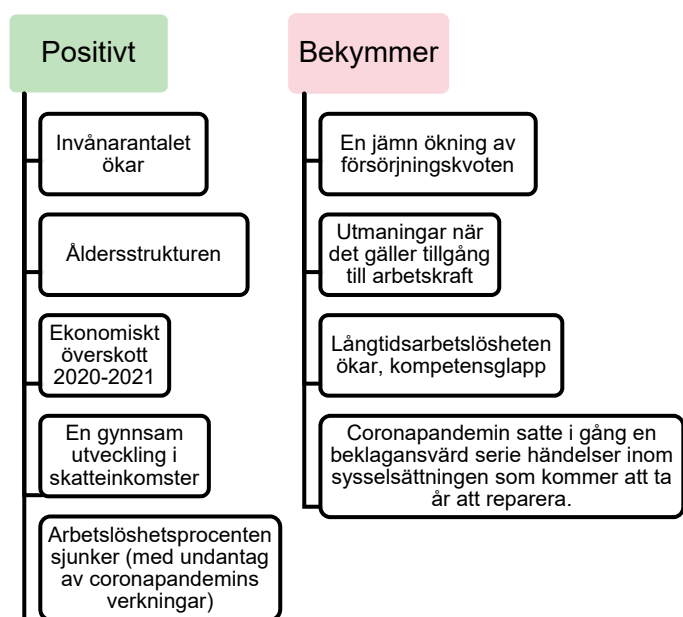 Positivt
Invånarantalet
ökar
Åldersstrukturen
Ekonomiskt
överskott
2020-2021
En gynnsam
utveckling i
skatteinkomster
Arbetslöshetsprocenten
sjunker (med undantag
av coronapandemins
verkningar)
Bekymmer
En jämn ökning av
försörjningskvoten
Utmaningar när
det gäller tillgång
till arbetskraft
Långtidsarbetslösheten
ökar, kompetensglapp
Coronapandemin satte i gång en
beklagansvärd serie händelser inom
sysselsättningen som kommer att ta
år att reparera.